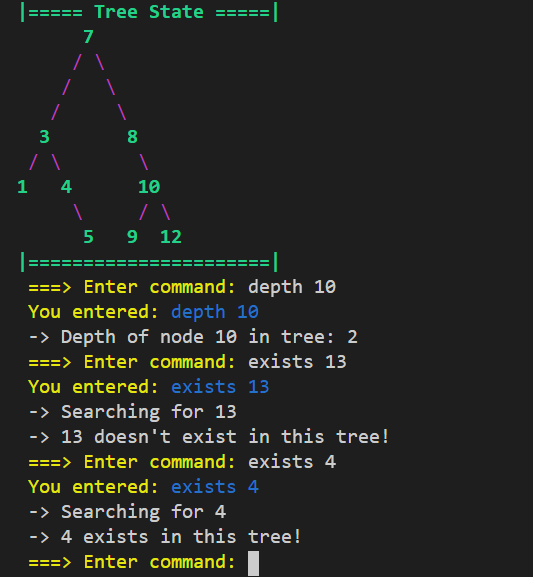 |===== Tree State =====|
      7
     / \
    /   \
   /     \
  3       8
 / \       \
1   4      10
     \     / \
      5   9  12
|======================|
===> Enter command: depth 10
You entered: depth 10
-> Depth of node 10 in tree: 2
===> Enter command: exists 13
You entered: exists 13
-> Searching for 13
-> 13 doesn't exist in this tree!
===> Enter command: exists 4
You entered: exists 4
-> Searching for 4
-> 4 exists in this tree!
===> Enter command: